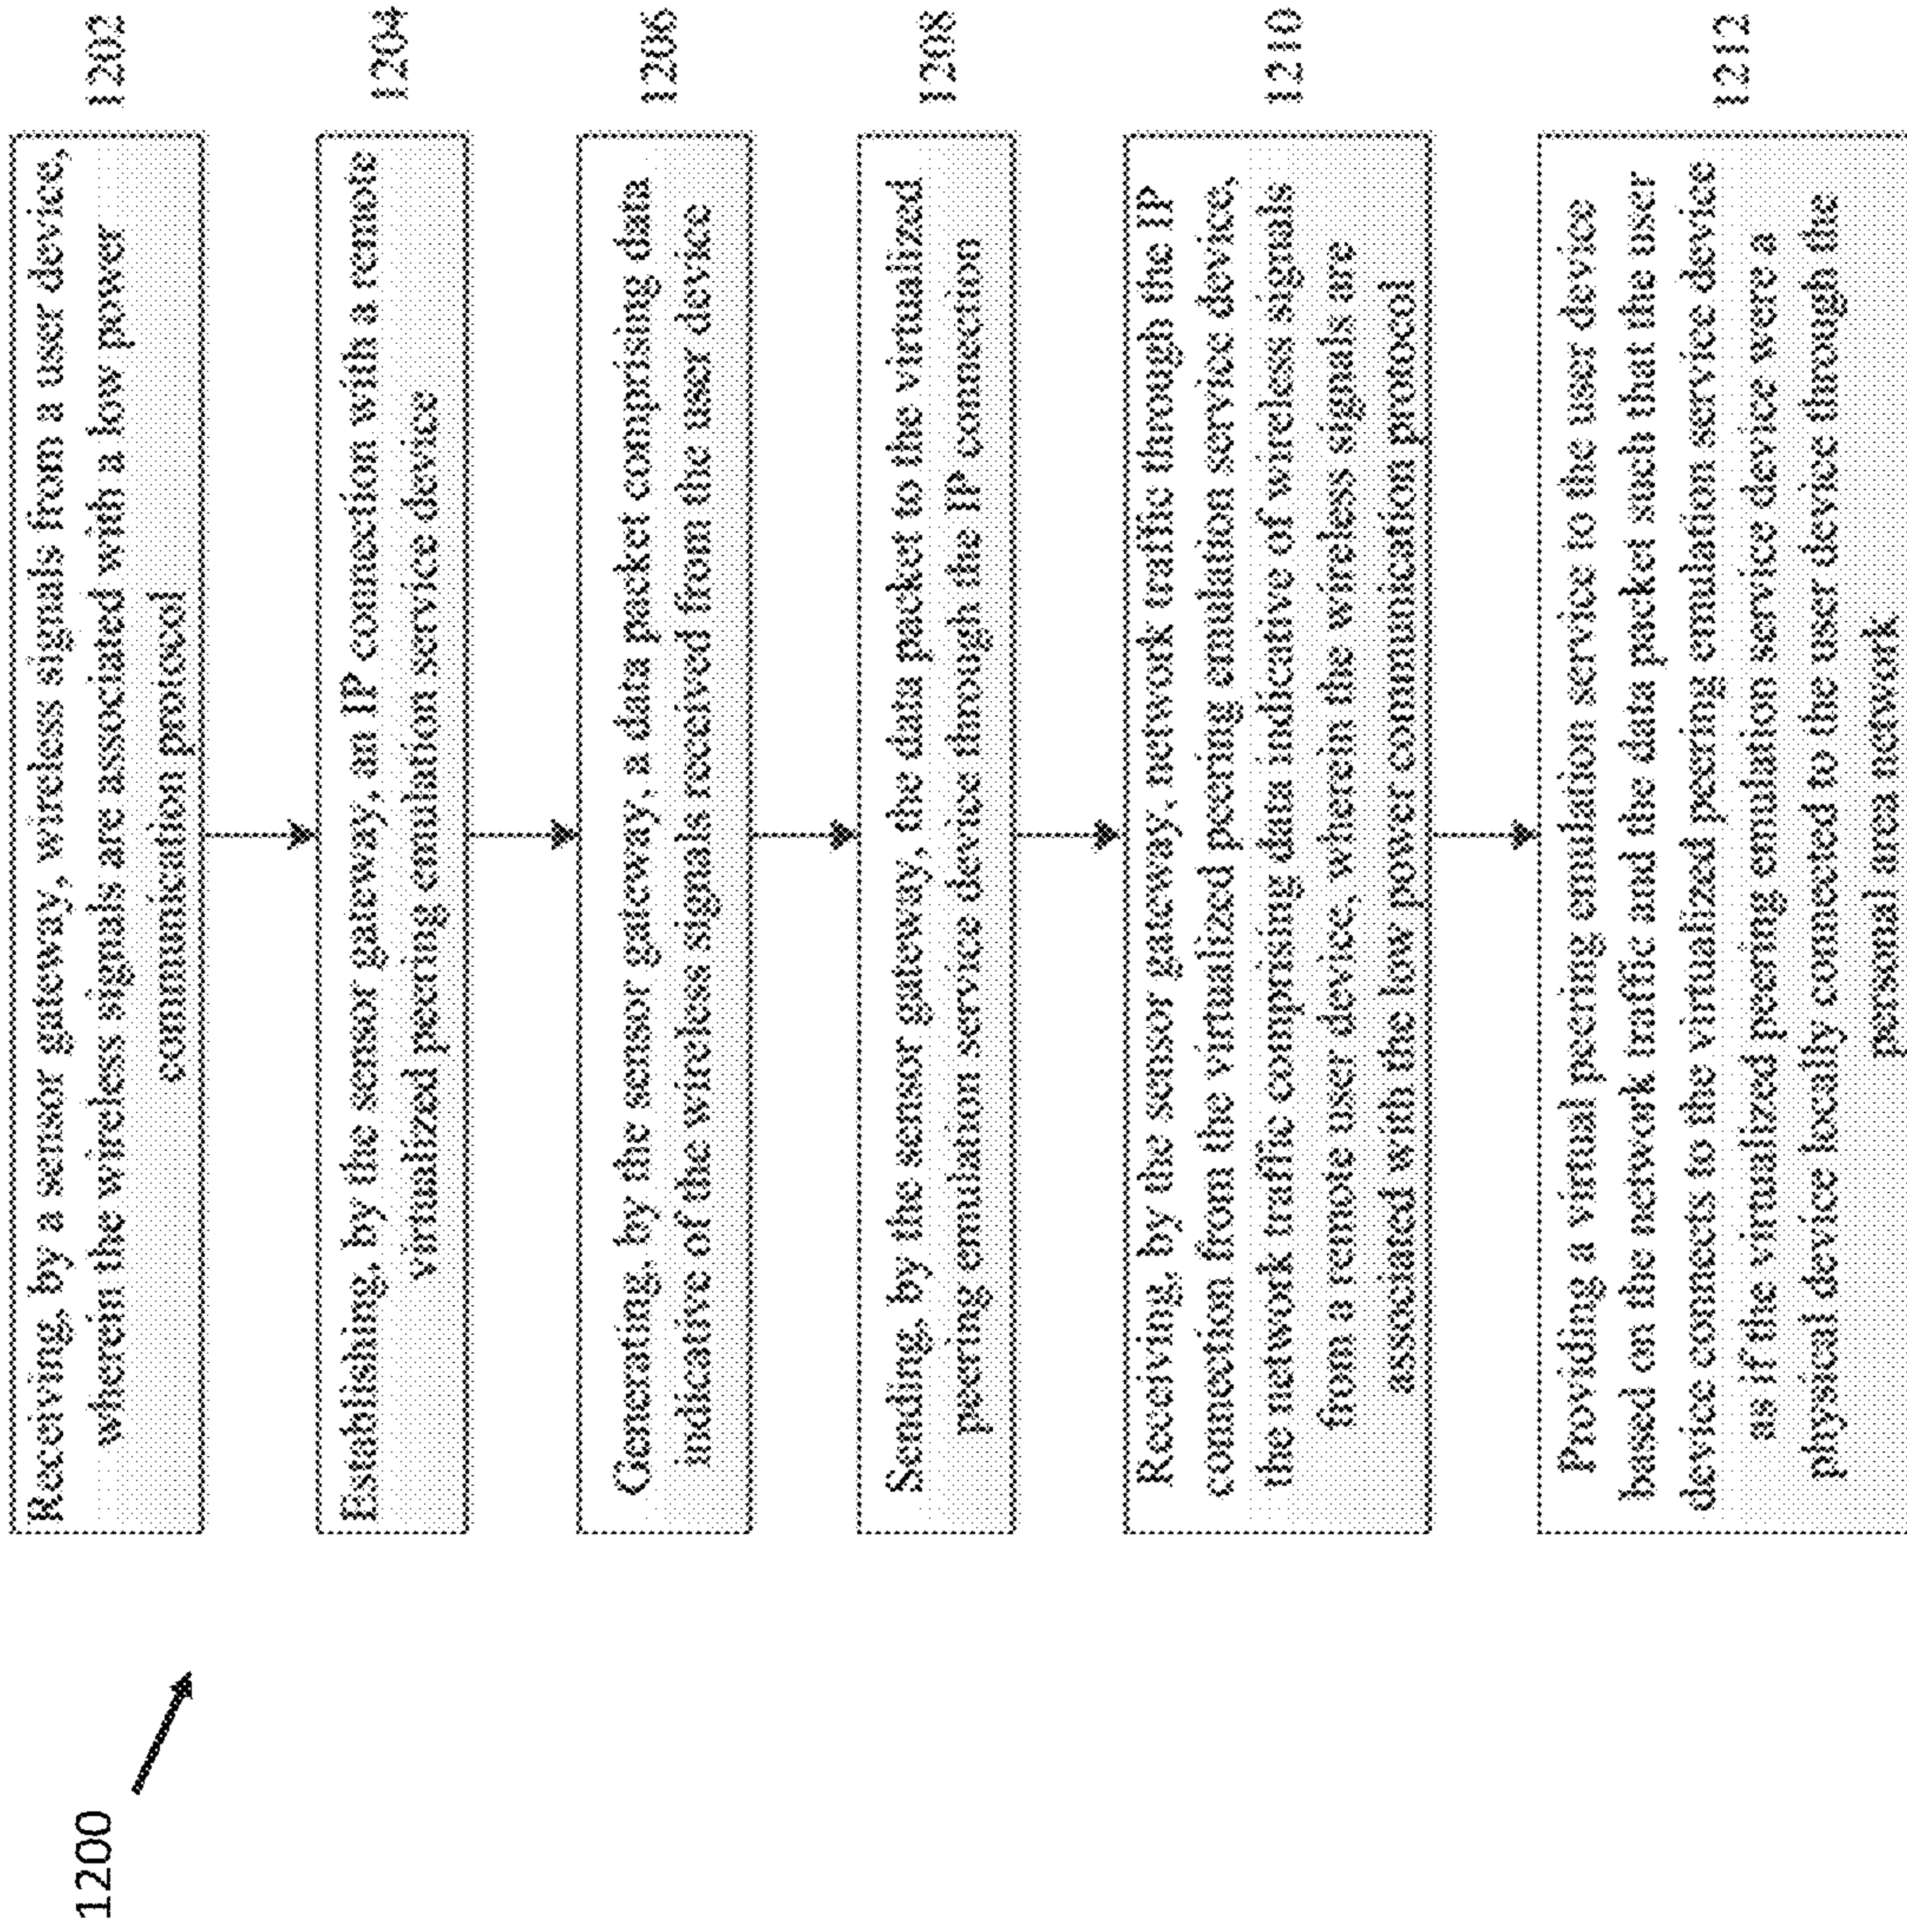 1200
Receiving, by a sensor gateway, wireless signals from a user device,
wherein the wireless signals are associated with a low power
communication protocol
1202
Establishing, by the sensor gateway, an IP connection with a remote
virtualized peering emulation service device
1204
Generating, by the sensor gateway, a data packet comprising data
indicative of the wireless signals received from the user device
1206
Sending, by the sensor gateway, the data packet to the virtualized
peering emulation service device through the IP connection
1208
Receiving, by the sensor gateway, network traffic through the IP
connection from the virtualized peering emulation service device,
the network traffic comprising data indicative of wireless signals
from a remote user device, wherein the wireless signals are
associated with the low power communication protocol
1210
Providing a virtual peering emulation service to the user device
based on the network traffic and the data packet such that the user
device connects to the virtualized peering emulation service device
as if the virtualized peering emulation service device were a
physical device locally connected to the user device through the
personal area network
1212